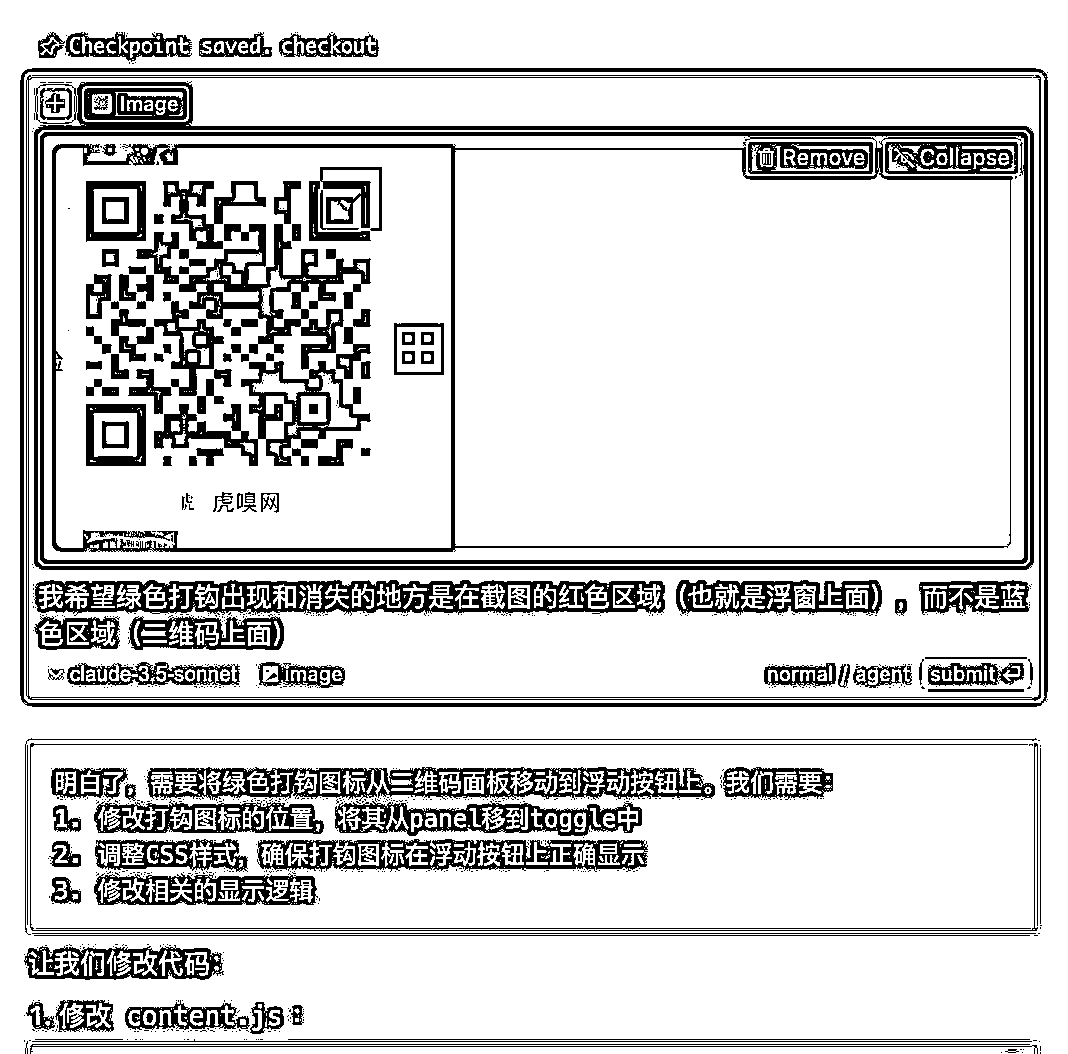 Checkpoint saved. checkout
Image
Remove Collapse
虎嗅网
我希望绿色打钩出现和消失的地方是在截图的红色区域（也就是浮窗上面），而不是蓝
色区域（二维码上面）
claude-3.5-sonnet image normal // agent submit
明白了，需要将绿色打钩图标从二维码面板移动到浮动按钮上。我们需要：
1. 修改打钩图标的位置，将其从panel移到toggle中
2. 调整CSS样式，确保打钩图标在浮动按钮上正确显示
3. 修改相关的显示逻辑
让我们修改代码：
1.修改 content.js：